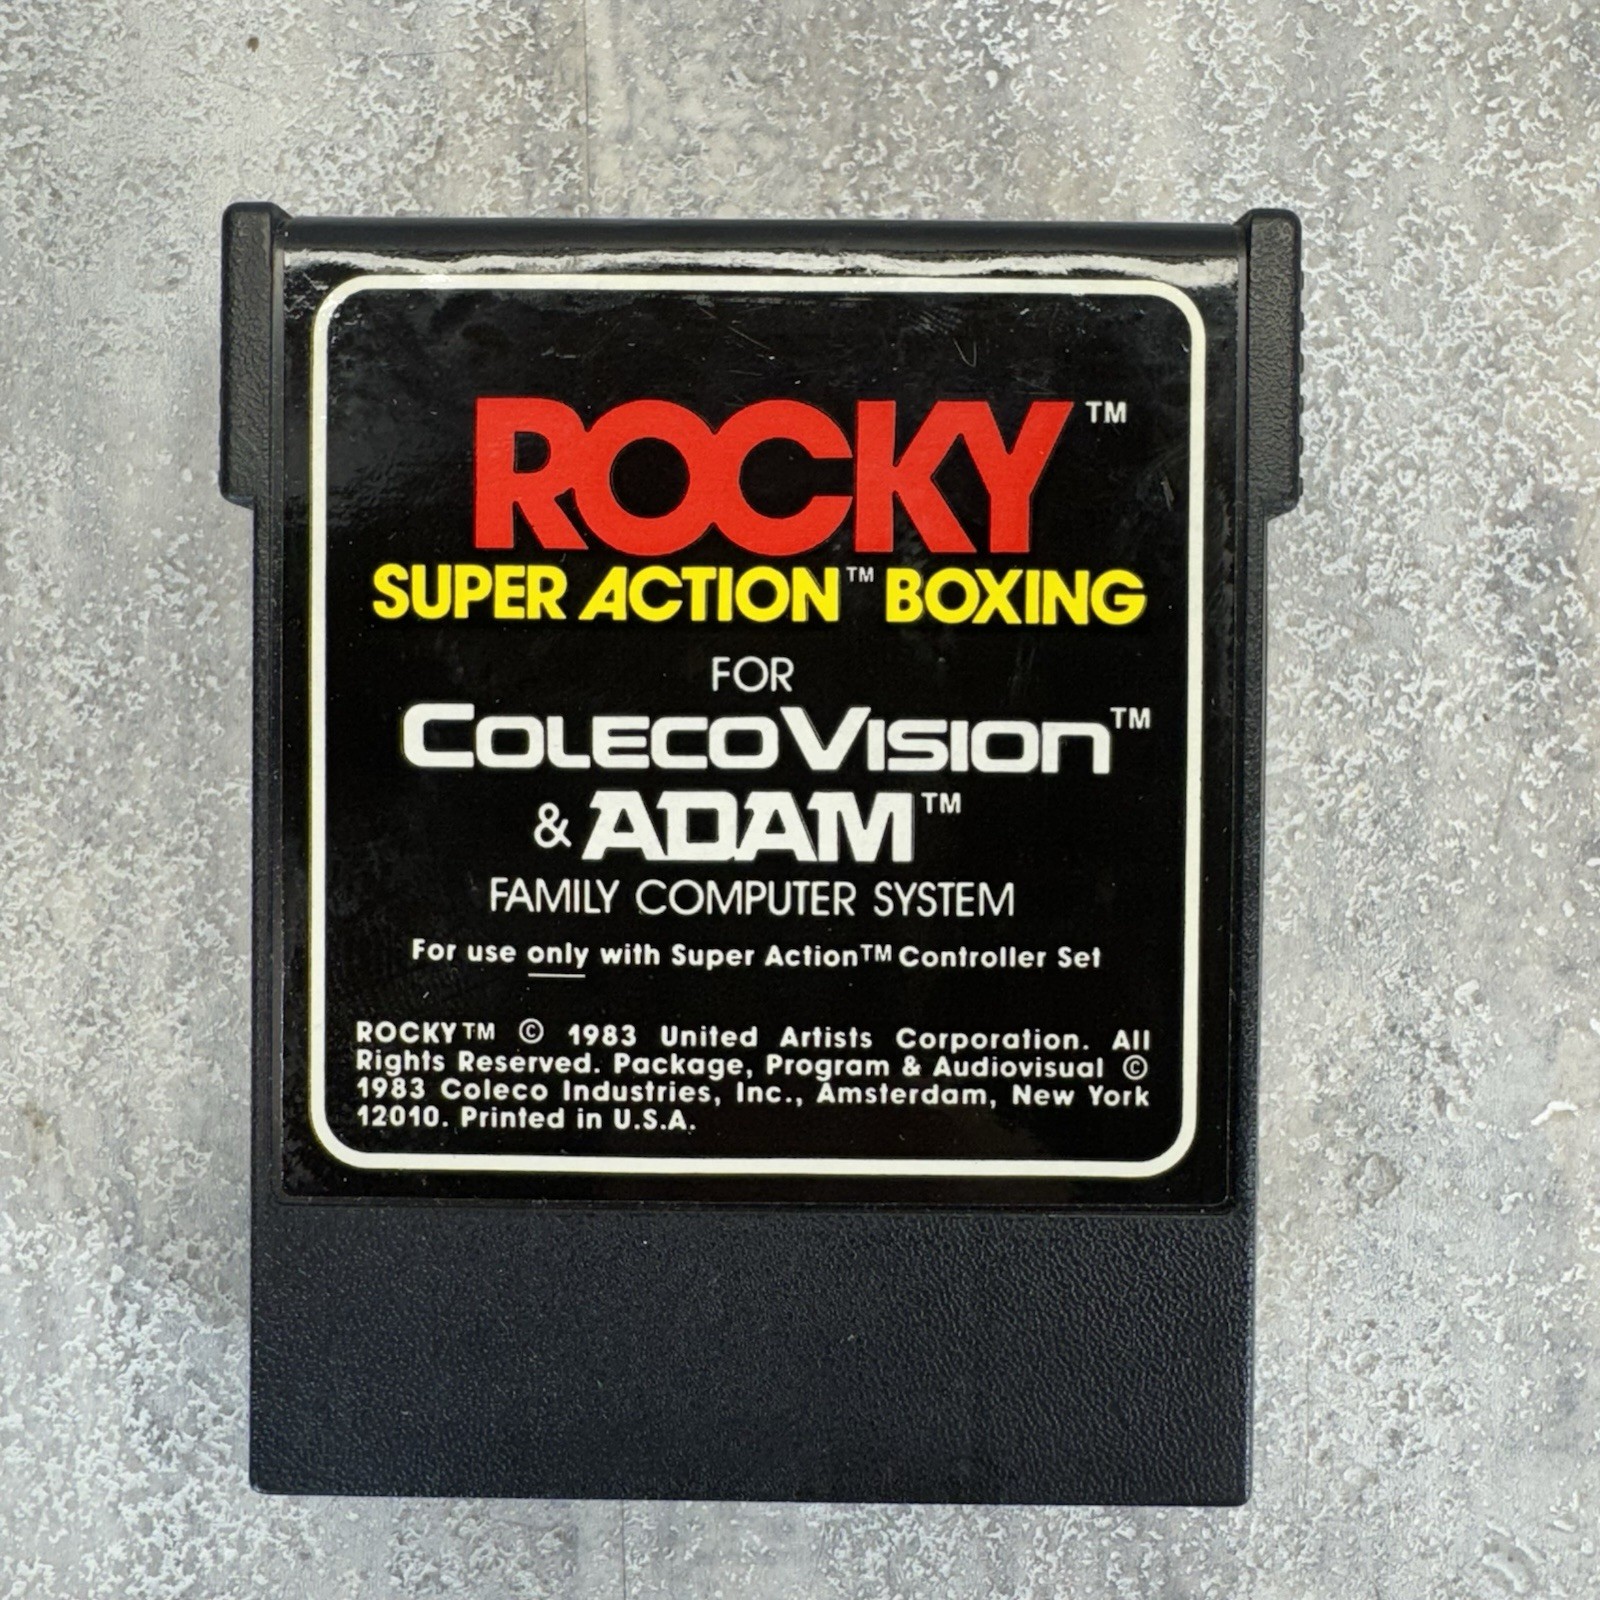 ROCKY™
SUPER ACTION™ BOXING
FOR
COLECOVISION™
& ADAM™
FAMILY COMPUTER SYSTEM
For use only with Super Action™ Controller Set
ROCKY™ © 1983 United Artists Corporation. All
Rights Reserved. Package, Program & Audiovisual ©
1983 Coleco Industries, Inc., Amsterdam, New York
12010. Printed in U.S.A.